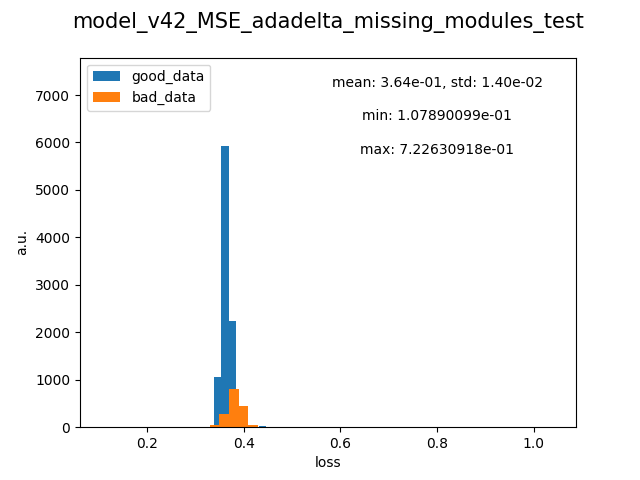 model_v42_MSE_adadelta_missing_modules_test
good_data
bad_data
mean: 3.64e-01, std: 1.40e-02
min: 1.07890099e-01
max: 7.22630918e-01
7000
6000
5000
4000
3000
2000
1000
0
a.u.
0.2 0.4 0.6 0.8 1.0
loss